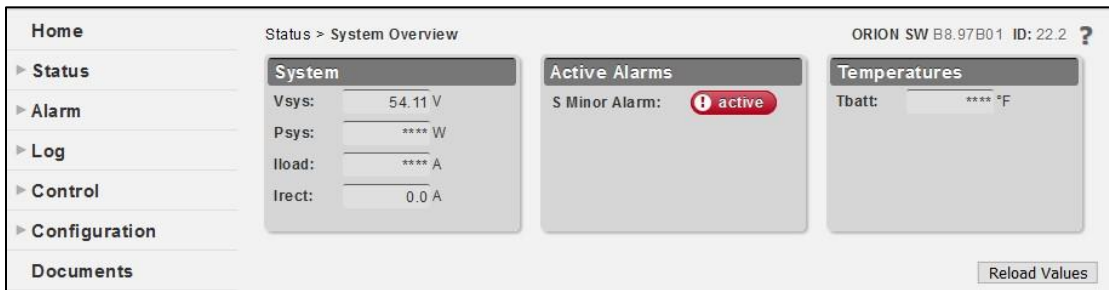 Home
Status
Alarm
Log
Control
Configuration
Documents
Status > System Overview
ORION SW B8.97B01 ID: 22.2 ?
System
Vsys: 54.11 V
Psys: **** W
Iload: **** A
Irect: 0.0 A
Active Alarms
S Minor Alarm: ! active
Temperatures
Tbatt: **** °F
Reload Values